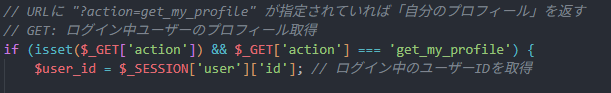 // URLに "?action=get_my_profile" が指定されていれば「自分のプロフィール」を返す
// GET: ログイン中ユーザーのプロフィール取得
if (isset($_GET['action']) && $_GET['action'] === 'get_my_profile') {
    $user_id = $_SESSION['user']['id']; // ログイン中のユーザーIDを取得